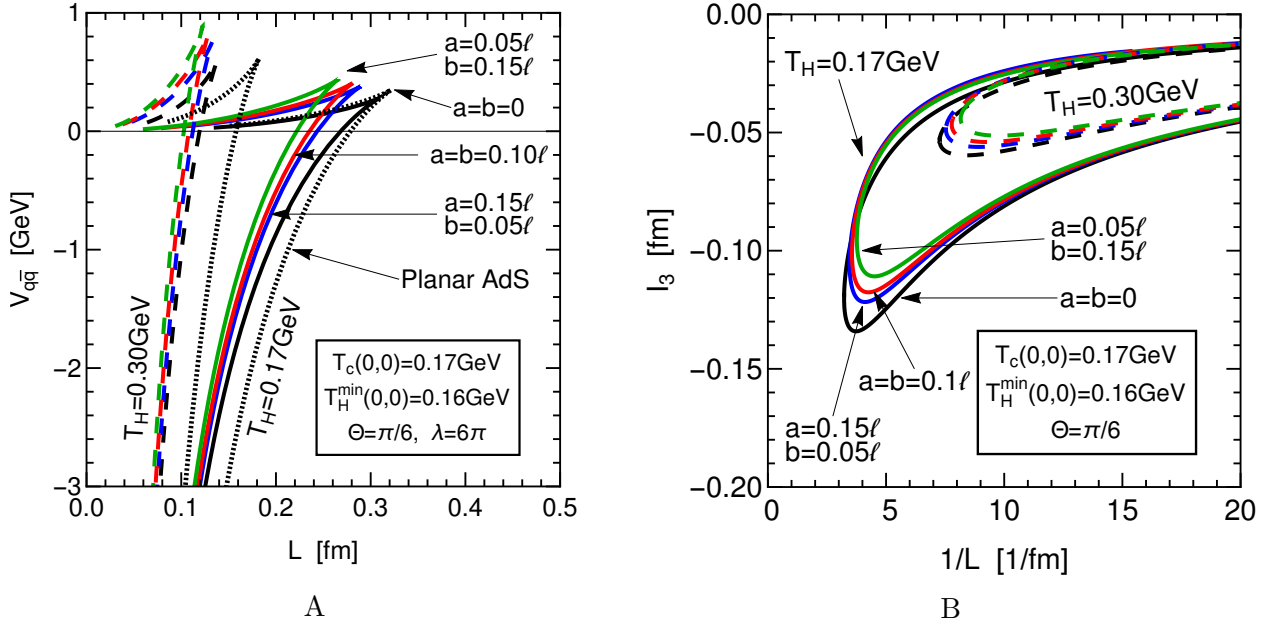 1
0
−1
−2
−3
V_{q\bar{q}} [GeV]
a=0.05ℓ
b=0.15ℓ
a=b=0
a=b=0.10ℓ
a=0.15ℓ
b=0.05ℓ
Planar AdS
T_H=0.30GeV
T_H=0.17GeV
T_c(0,0)=0.17GeV
T_H^{min}(0,0)=0.16GeV
Θ=π/6, λ=6π
0.0 0.1 0.2 0.3 0.4 0.5
L [fm]
A
0.00
−0.05
−0.10
−0.15
−0.20
I_3 [fm]
T_H=0.17GeV
T_H=0.30GeV
a=0.05ℓ
b=0.15ℓ
a=b=0
a=b=0.1ℓ
a=0.15ℓ
b=0.05ℓ
T_c(0,0)=0.17GeV
T_H^{min}(0,0)=0.16GeV
Θ=π/6
0 5 10 15 20
1/L [1/fm]
B